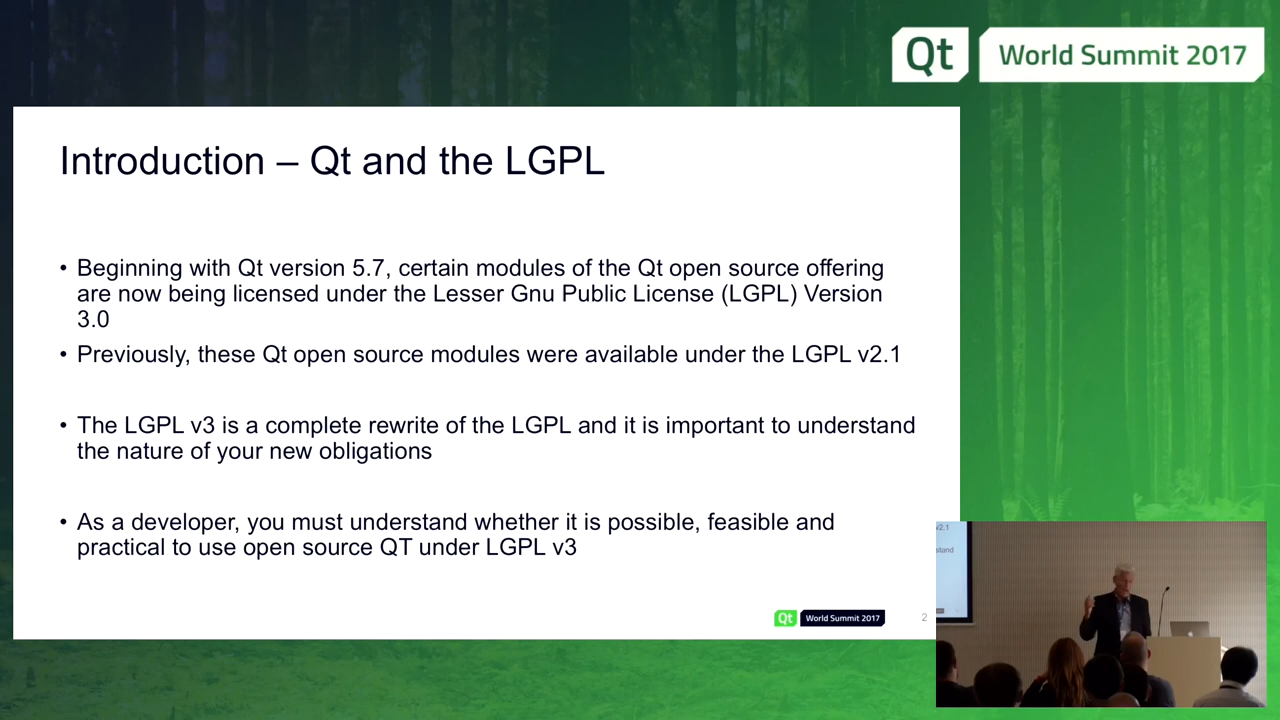 Qt World Summit 2017
Introduction – Qt and the LGPL
• Beginning with Qt version 5.7, certain modules of the Qt open source offering
are now being licensed under the Lesser Gnu Public License (LGPL) Version
3.0
• Previously, these Qt open source modules were available under the LGPL v2.1
• The LGPL v3 is a complete rewrite of the LGPL and it is important to understand
the nature of your new obligations
• As a developer, you must understand whether it is possible, feasible and
practical to use open source QT under LGPL v3
Qt World Summit 2017
2
v2.1
stand